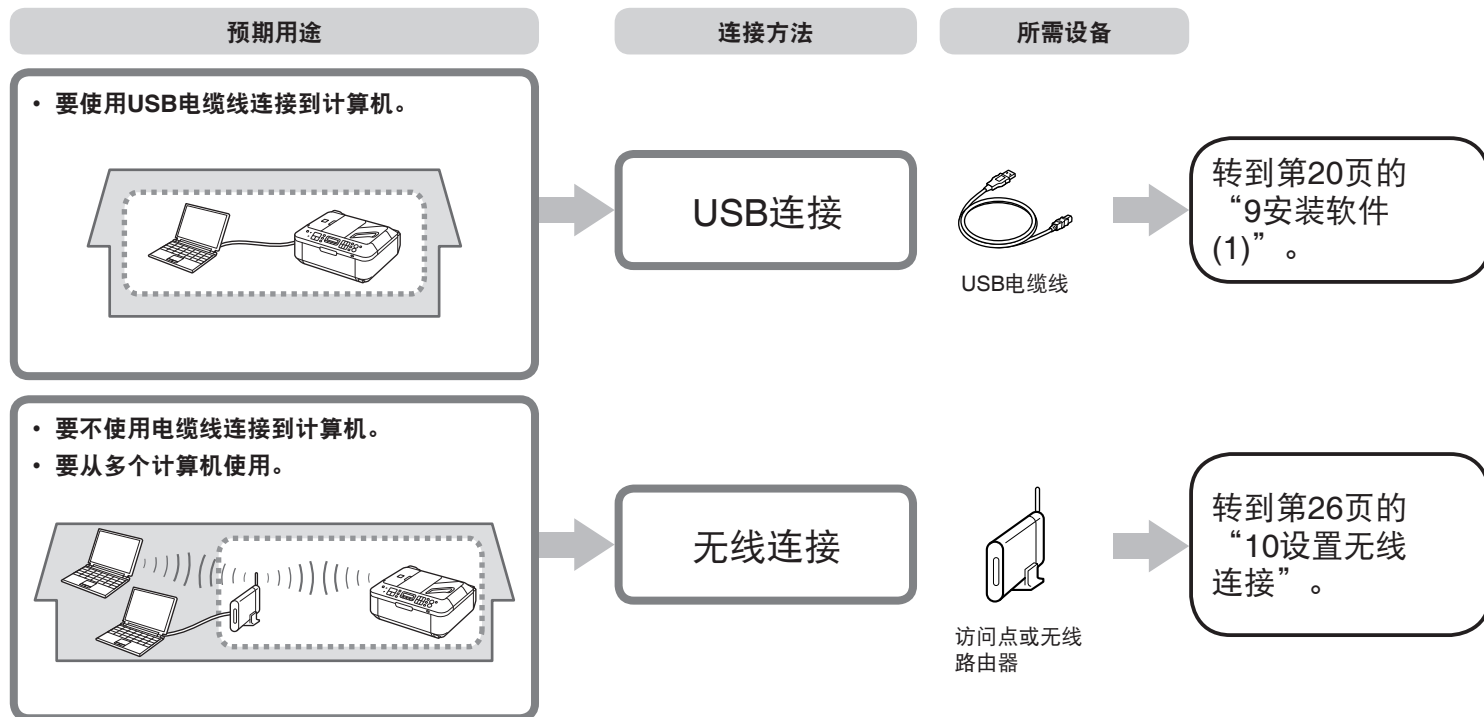 预期用途
连接方法
所需设备
• 要使用USB电缆线连接到计算机。
USB连接
USB电缆线
转到第20页的
“9安装软件
(1)”。
• 要不使用电缆线连接到计算机。
• 要从多个计算机使用。
无线连接
访问点或无线
路由器
转到第26页的
“10设置无线
连接”。